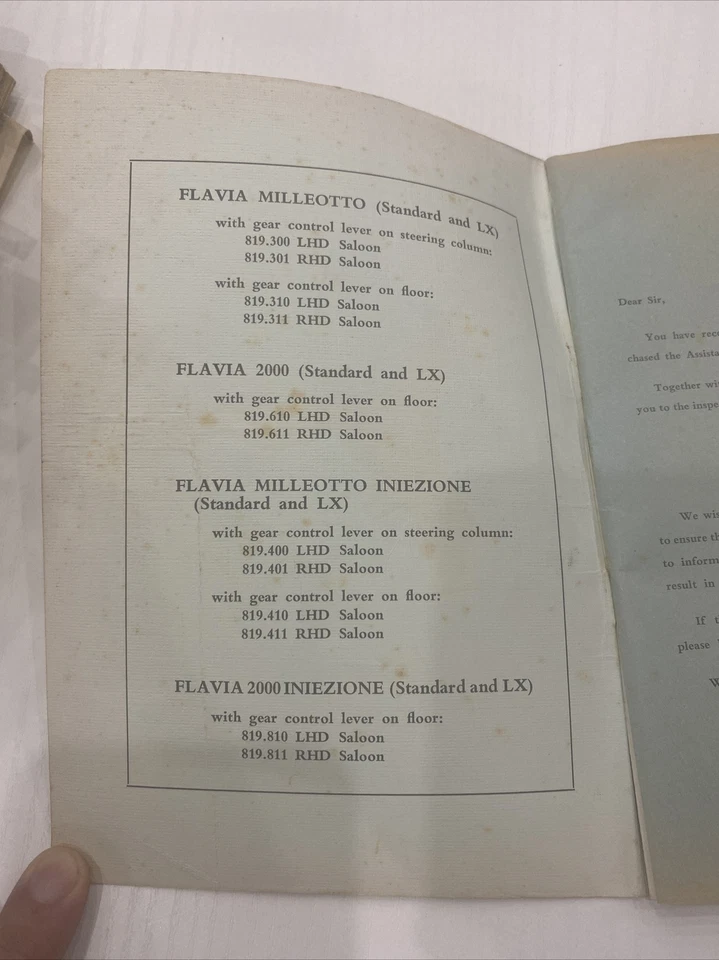 FLAVIA MILLEOTTO (Standard and LX)
with gear control lever on steering column:
819.300 LHD Saloon
819.301 RHD Saloon
with gear control lever on floor:
819.310 LHD Saloon
819.311 RHD Saloon
FLAVIA 2000 (Standard and LX)
with gear control lever on floor:
819.610 LHD Saloon
819.611 RHD Saloon
FLAVIA MILLEOTTO INIEZIONE
(Standard and LX)
with gear control lever on steering column:
819.400 LHD Saloon
819.401 RHD Saloon
with gear control lever on floor:
819.410 LHD Saloon
819.411 RHD Saloon
FLAVIA 2000 INIEZIONE (Standard and LX)
with gear control lever on floor:
819.810 LHD Saloon
819.811 RHD Saloon
Dear Sir,
You have rece
chased the Assista
Together wi
you to the inspe
We wis
to ensure th
to inform
result in
If t
please
W